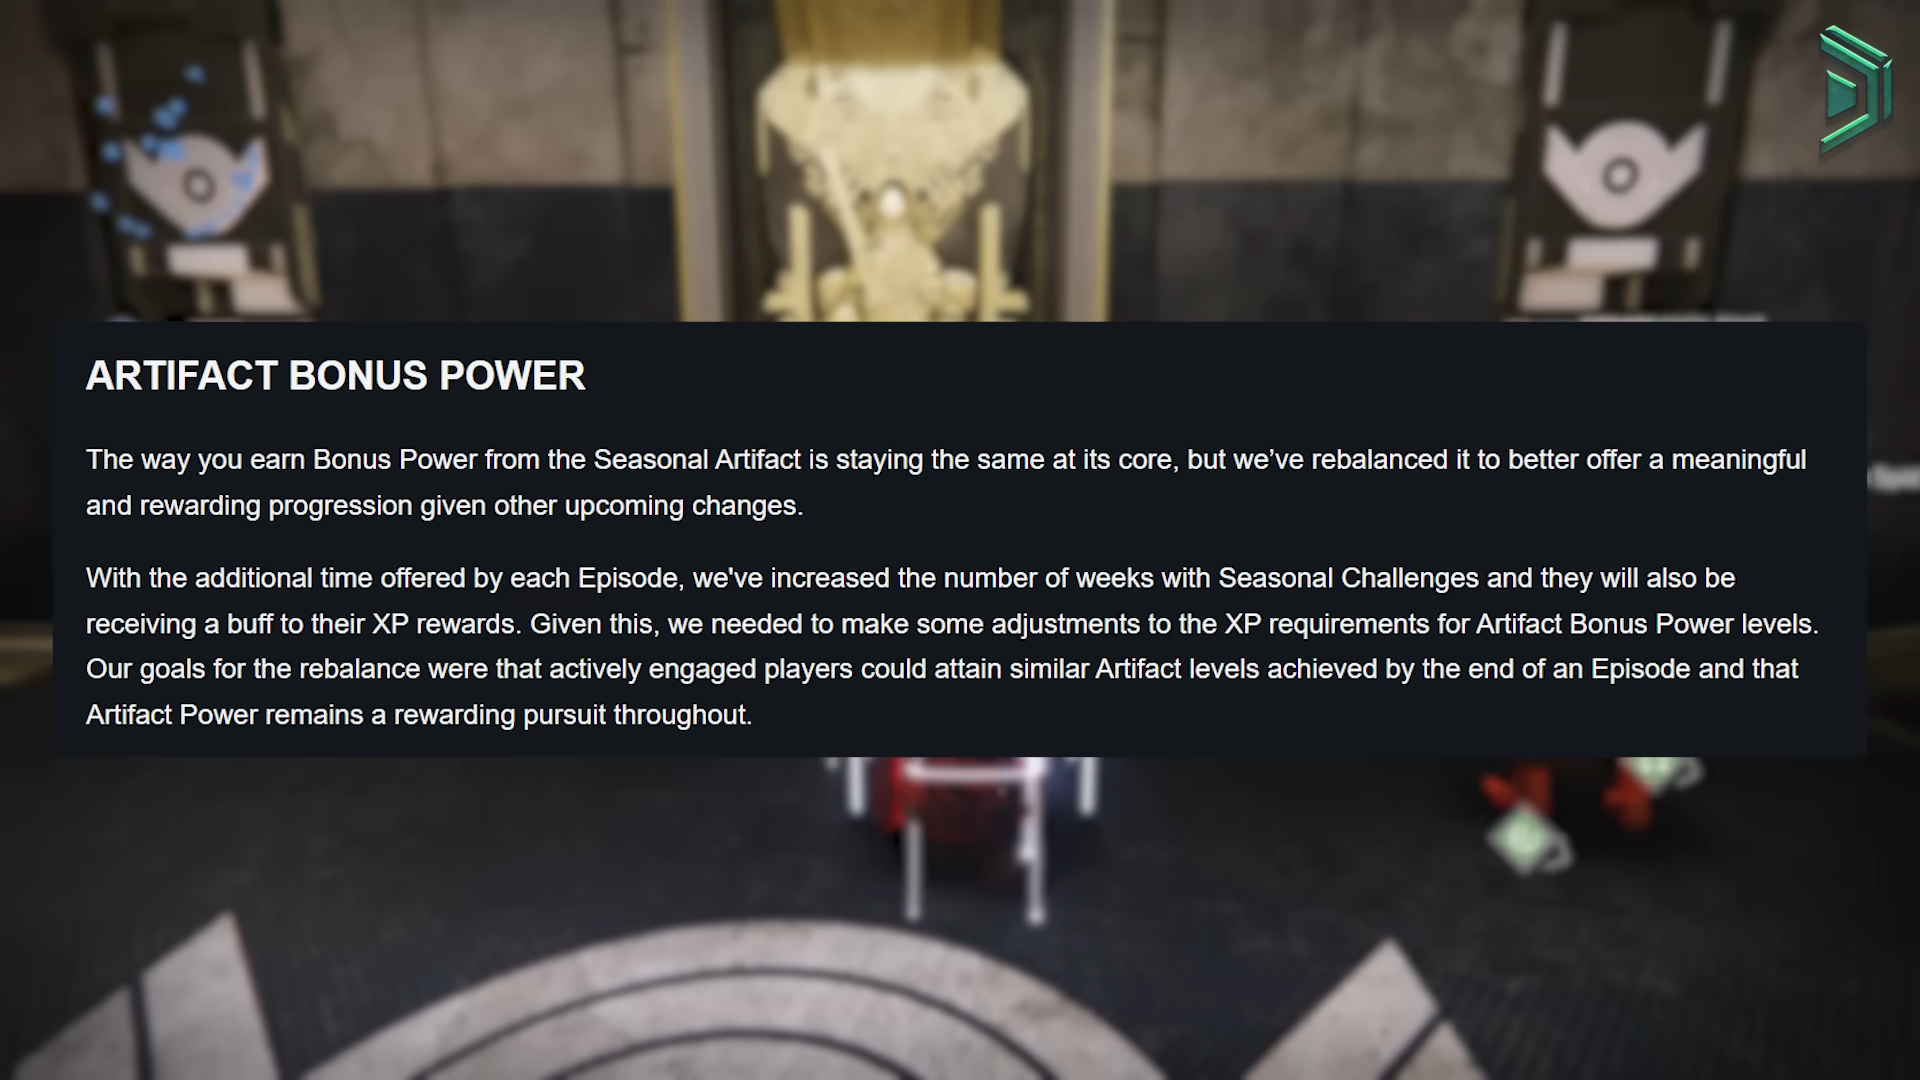 ARTIFACT BONUS POWER
The way you earn Bonus Power from the Seasonal Artifact is staying the same at its core, but we’ve rebalanced it to better offer a meaningful
and rewarding progression given other upcoming changes.
With the additional time offered by each Episode, we've increased the number of weeks with Seasonal Challenges and they will also be
receiving a buff to their XP rewards. Given this, we needed to make some adjustments to the XP requirements for Artifact Bonus Power levels.
Our goals for the rebalance were that actively engaged players could attain similar Artifact levels achieved by the end of an Episode and that
Artifact Power remains a rewarding pursuit throughout.